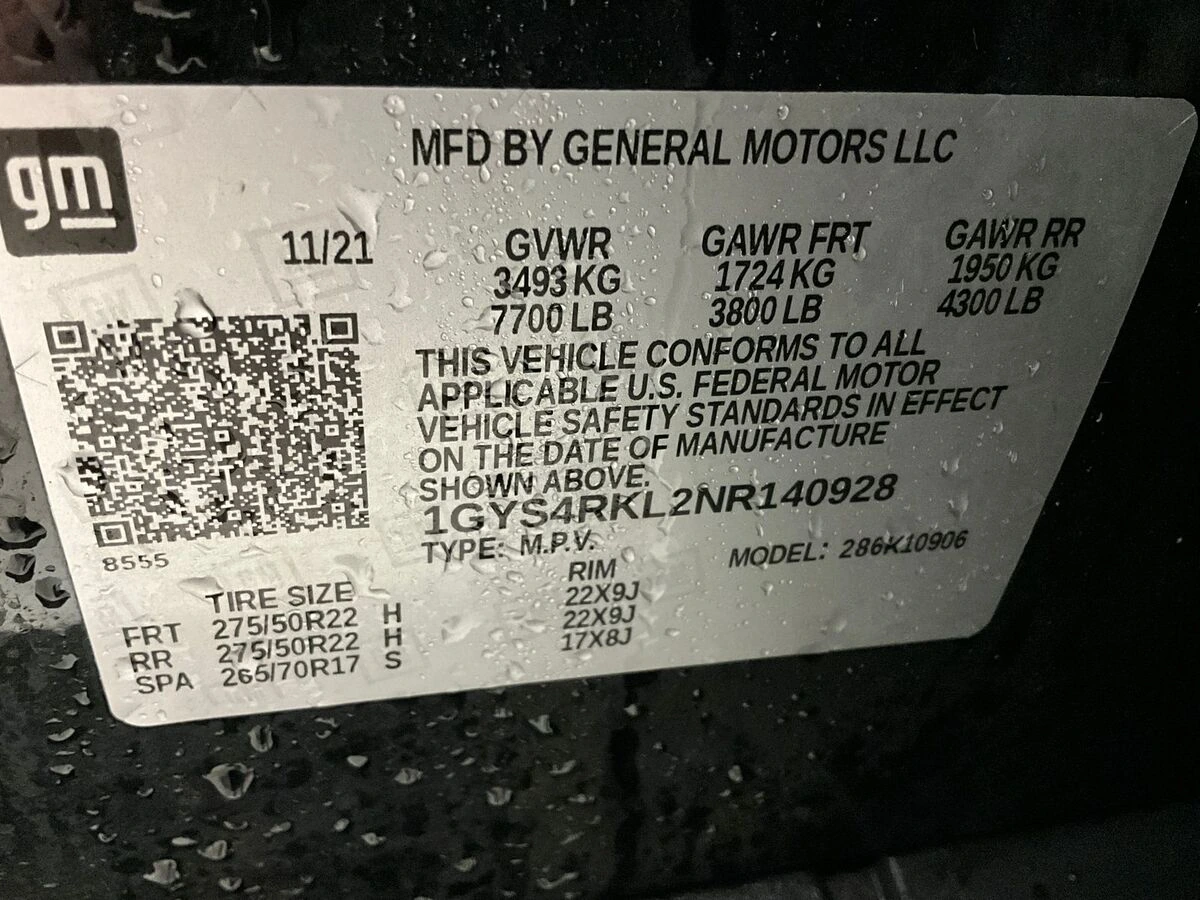 gm
MFD BY GENERAL MOTORS LLC
11/21
GVWR GAWR FRT GAWR RR
3493 KG 1724 KG 1950 KG
7700 LB 3800 LB 4300 LB
THIS VEHICLE CONFORMS TO ALL
APPLICABLE U.S. FEDERAL MOTOR
VEHICLE SAFETY STANDARDS IN EFFECT
ON THE DATE OF MANUFACTURE
SHOWN ABOVE.
1GYS4RKL2NR140928
TYPE: M.P.V. MODEL: 286K10906
8555
TIRE SIZE RIM
FRT 275/50R22 H 22X9J
RR 275/50R22 H 22X9J
SPA 265/70R17 S 17X8J